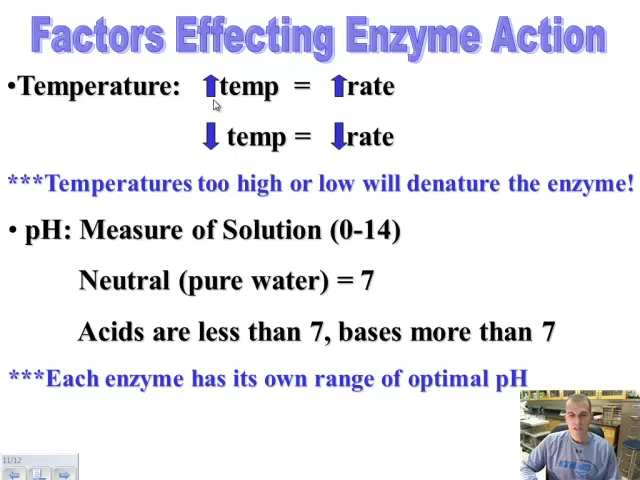 Factors Effecting Enzyme Action
•Temperature: temp = rate
temp = rate
***Temperatures too high or low will denature the enzyme!
• pH: Measure of Solution (0-14)
Neutral (pure water) = 7
Acids are less than 7, bases more than 7
***Each enzyme has its own range of optimal pH
11/12